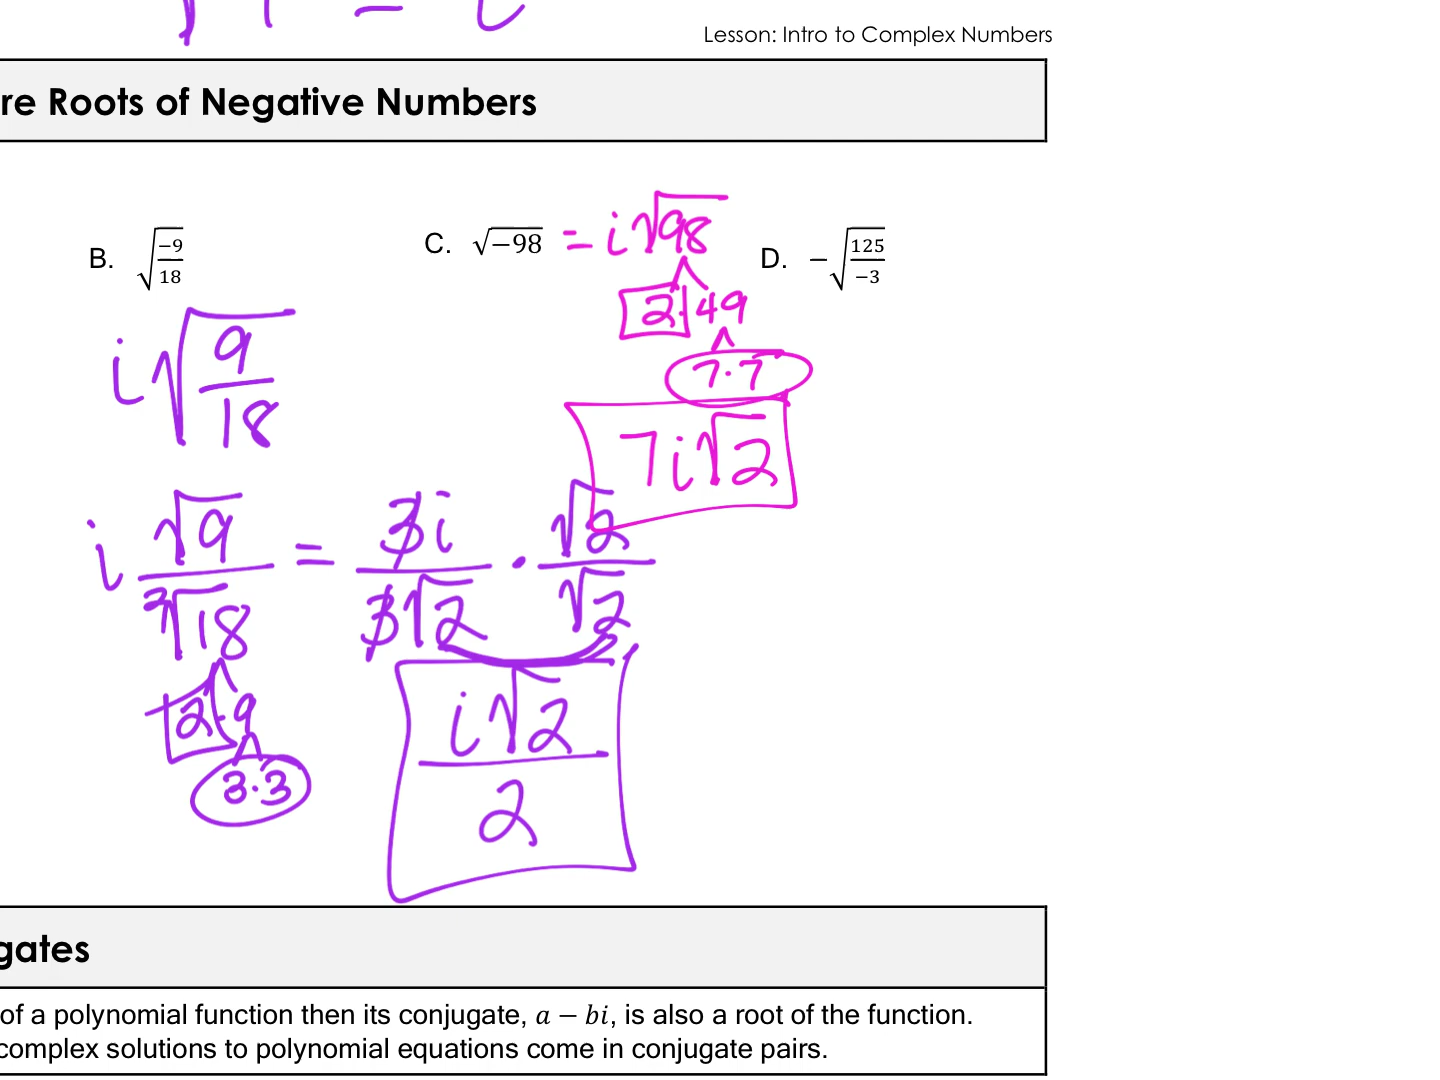 √-1 = i
Lesson: Intro to Complex Numbers
re Roots of Negative Numbers
B. √(−9/18)
i√(9/18)
i √9/√18 = 3i/3√2 · √2/√2
2·9
3·3
i√2/2
C. √−98 = i√98
2·49
7·7
7i√2
D. −√(125/−3)
gates
of a polynomial function then its conjugate, a − bi, is also a root of the function.
complex solutions to polynomial equations come in conjugate pairs.